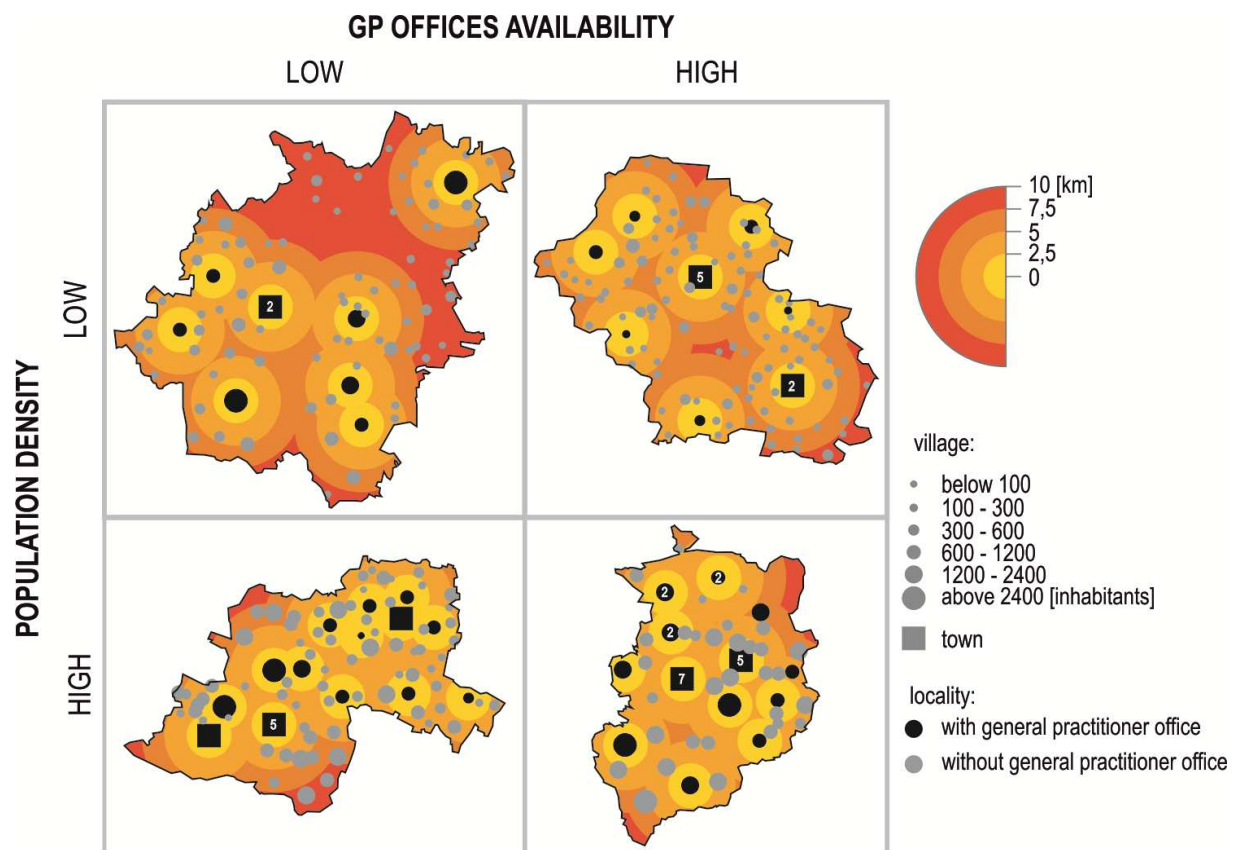 GP OFFICES AVAILABILITY
LOW
HIGH
POPULATION DENSITY
LOW
HIGH
2
5
2
5
2
2
2
5
7
10 [km]
7,5
5
2,5
0
village:
below 100
100 - 300
300 - 600
600 - 1200
1200 - 2400
above 2400 [inhabitants]
town
locality:
with general practitioner office
without general practitioner office